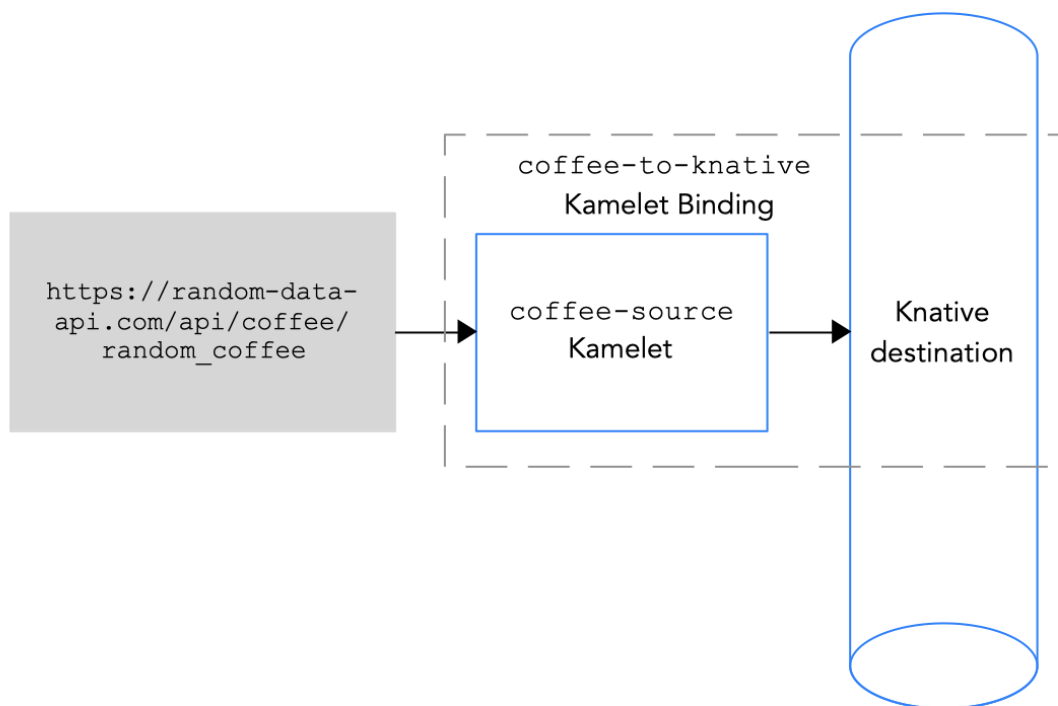 coffee-to-knative
Kamelet Binding
https://random-data-
api.com/api/coffee/
random_coffee
coffee-source
Kamelet
Knative
destination